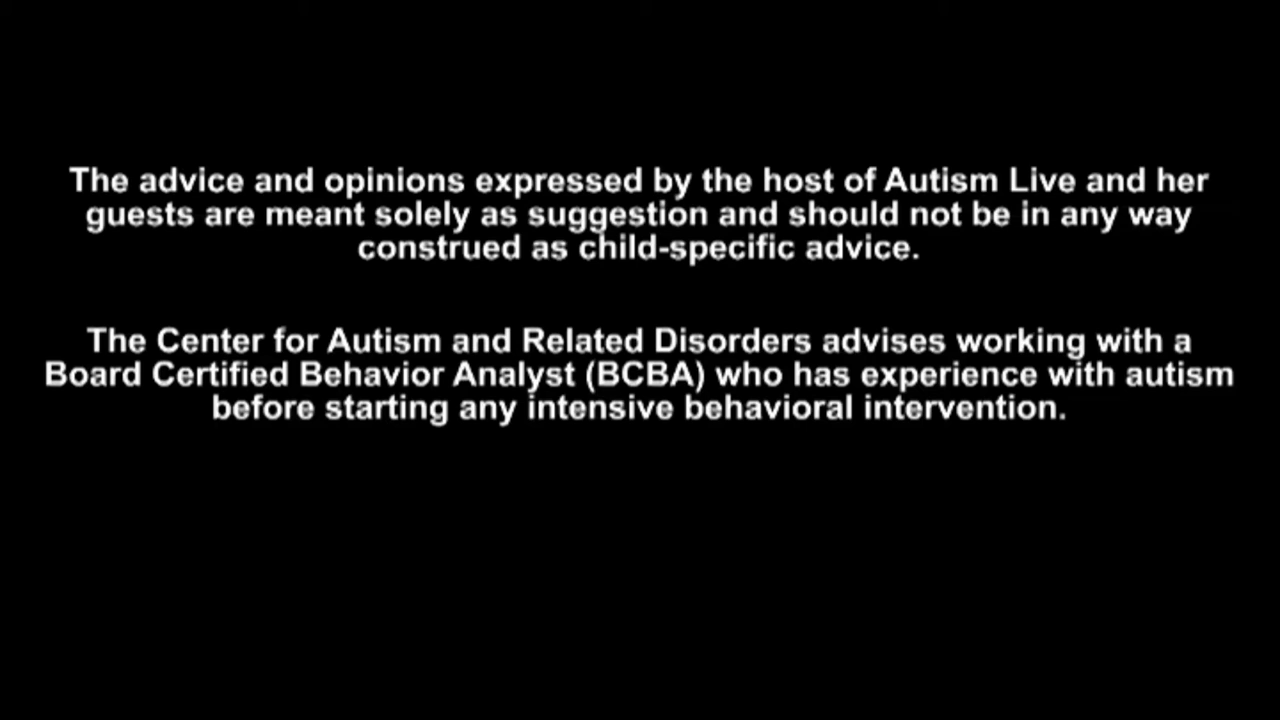 The advice and opinions expressed by the host of Autism Live and her
guests are meant solely as suggestion and should not be in any way
construed as child-specific advice.
The Center for Autism and Related Disorders advises working with a
Board Certified Behavior Analyst (BCBA) who has experience with autism
before starting any intensive behavioral intervention.